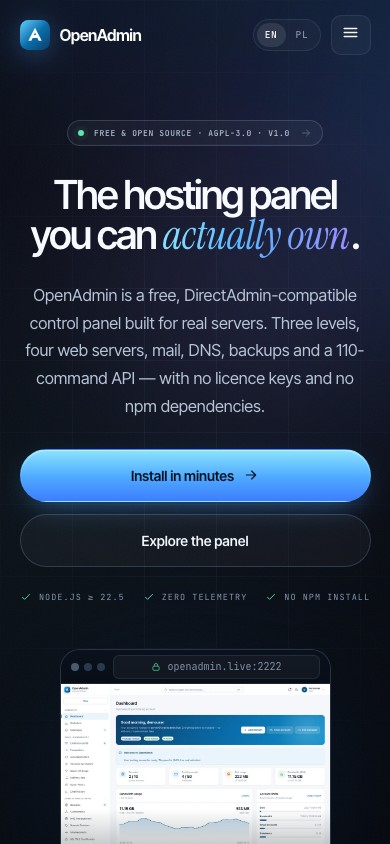 OpenAdmin
EN PL
FREE & OPEN SOURCE · AGPL-3.0 · V1.0 →
The hosting panel
you can actually own.
OpenAdmin is a free, DirectAdmin-compatible
control panel built for real servers. Three levels,
four web servers, mail, DNS, backups and a 110-
command API — with no licence keys and no
npm dependencies.
Install in minutes →
Explore the panel
✓ NODE.JS ≥ 22.5 ✓ ZERO TELEMETRY ✓ NO NPM INSTALL
openadmin.live:2222
OpenAdmin
Dashboard